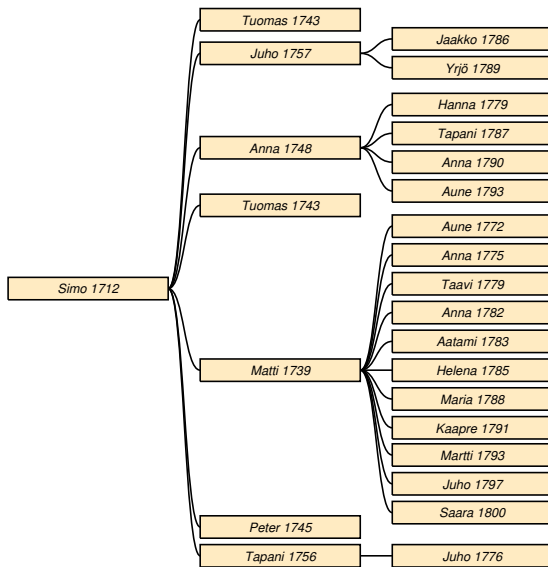 Simo 1712
Tuomas 1743
Juho 1757
Jaakko 1786
Yrjö 1789
Anna 1748
Hanna 1779
Tapani 1787
Anna 1790
Aune 1793
Tuomas 1743
Matti 1739
Aune 1772
Anna 1775
Taavi 1779
Anna 1782
Aatami 1783
Helena 1785
Maria 1788
Kaapre 1791
Martti 1793
Juho 1797
Saara 1800
Peter 1745
Tapani 1756
Juho 1776